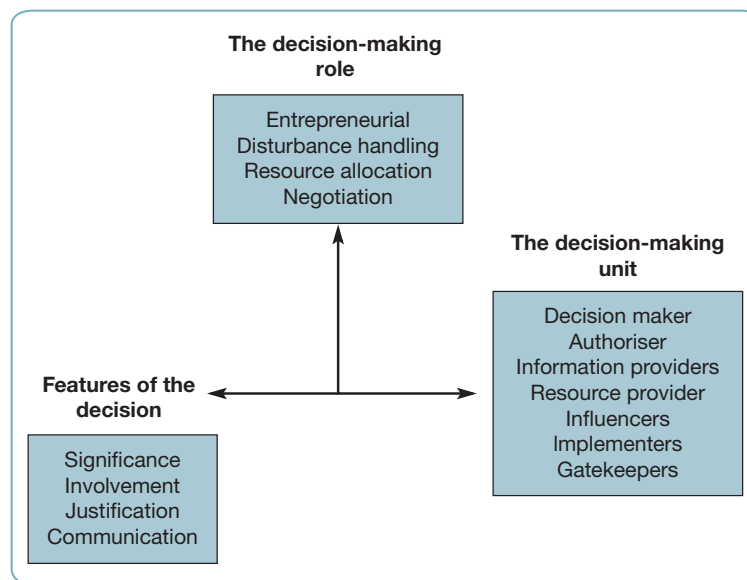 The decision-making
role
Entrepreneurial
Disturbance handling
Resource allocation
Negotiation
The decision-making
unit
Decision maker
Authoriser
Information providers
Resource provider
Influencers
Implementers
Gatekeepers
Features of the
decision
Significance
Involvement
Justification
Communication